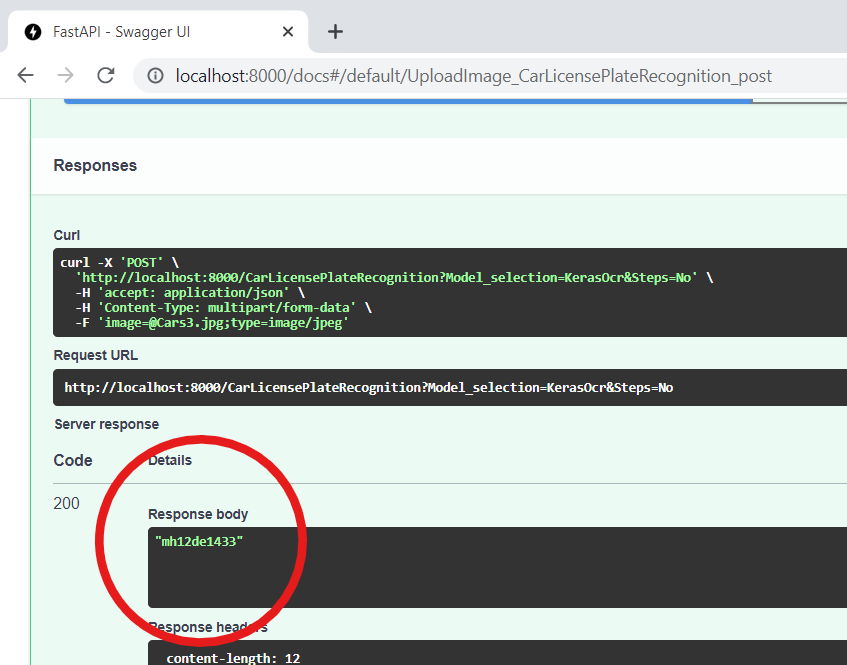 FastAPI - Swagger UI
localhost:8000/docs#/default/UploadImage_CarLicensePlateRecognition_post
Responses
Curl
curl -X 'POST' \
'http://localhost:8000/CarLicensePlateRecognition?Model_selection=KerasOcr&Steps=No' \
-H 'accept: application/json' \
-H 'Content-Type: multipart/form-data' \
-F 'image=@Cars3.jpg;type=image/jpeg'
Request URL
http://localhost:8000/CarLicensePlateRecognition?Model_selection=KerasOcr&Steps=No
Server response
Code Details
200
Response body
"mh12de1433"
Response headers
content-length: 12